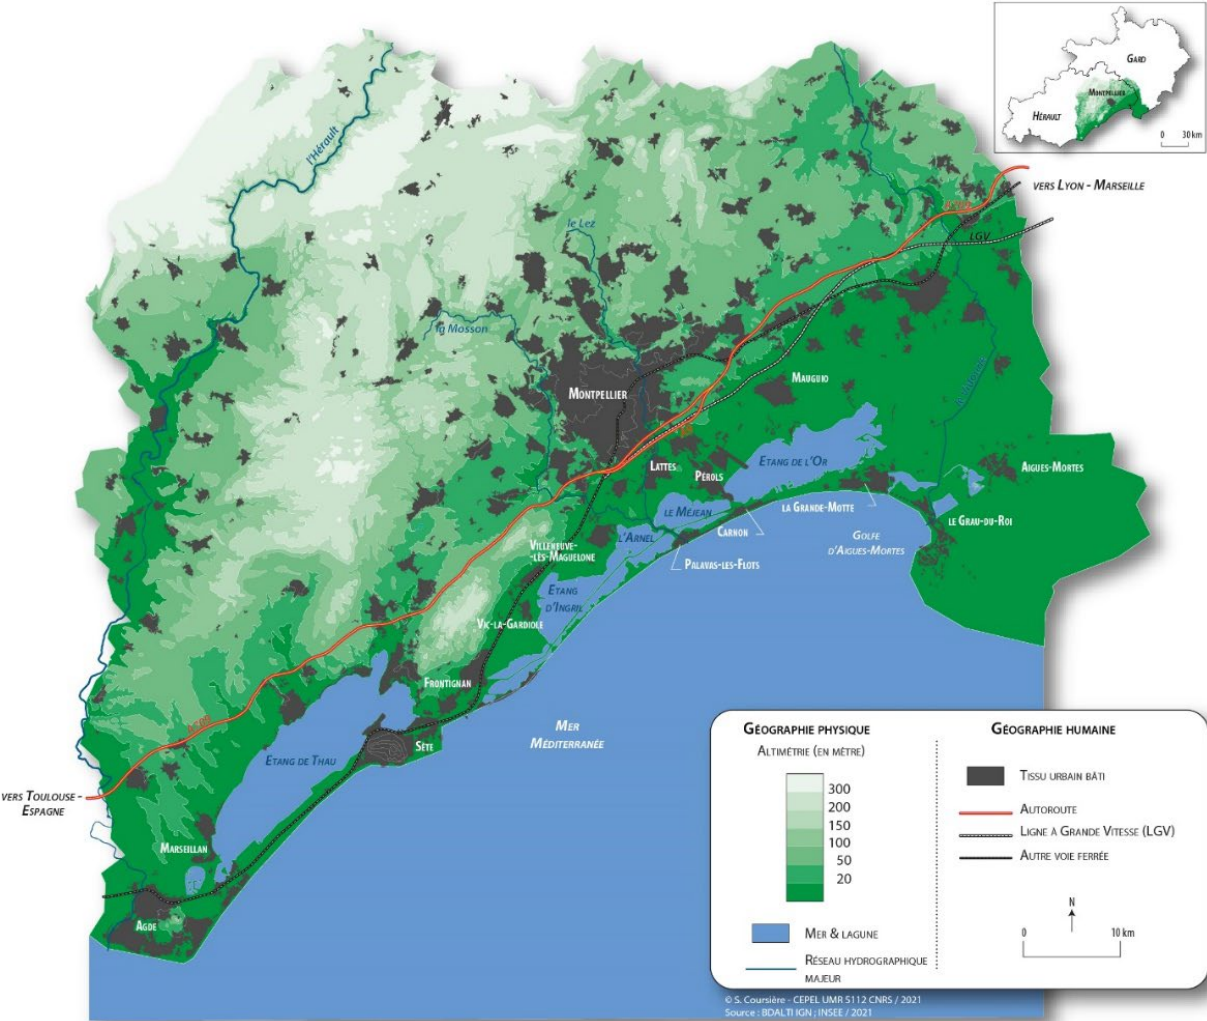 GARD
MONTPELLIER
HÉRAULT
0 30 km
VERS LYON - MARSEILLE
LGV
l'Hérault
le Lez
la Mosson
MONTPELLIER
MAUGUIO
LATTES
PÉROLS
ETANG DE L'OR
AIGUES-MORTES
LA GRANDE-MOTTE
LE GRAU-DU-ROI
LE MÉJEAN
L'ARNEL
CARNON
GOLFE
D'AIGUES-MORTES
PALAVAS-LES-FLOTS
VILLENEUVE-
-LÈS-MAGUELONE
ETANG
D'INGRIL
VIC-LA-GARDIOLE
FRONTIGNAN
SÈTE
MER
MÉDITERRANÉE
ETANG DE THAU
VERS TOULOUSE -
ESPAGNE
MARSEILLAN
AGDE
GÉOGRAPHIE PHYSIQUE
ALTIMÉTRIE (EN MÈTRE)
300
200
150
100
50
20
MER & LAGUNE
RÉSEAU HYDROGRAPHIQUE
MAJEUR
GÉOGRAPHIE HUMAINE
TISSU URBAIN BÂTI
AUTOROUTE
LIGNE À GRANDE VITESSE (LGV)
AUTRE VOIE FERRÉE
N
0 10 km
© S. Coursière - CEPEL UMR 5112 CNRS / 2021
Source : BDALTI IGN ; INSEE / 2021